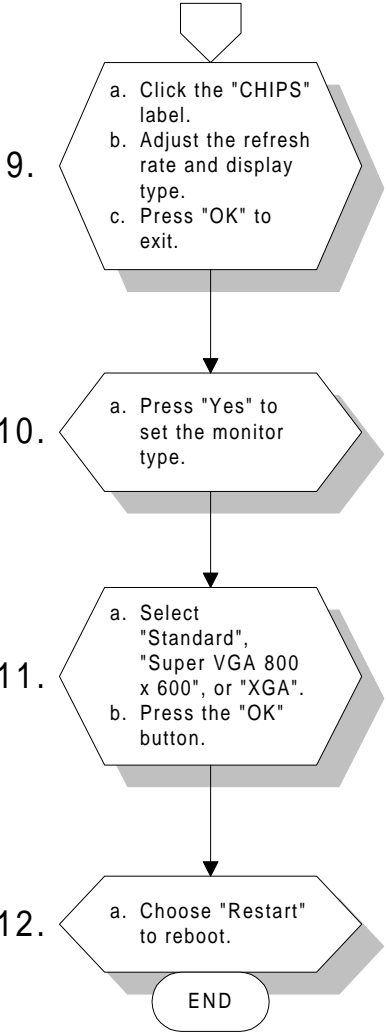 9.
a. Click the "CHIPS"
label.
b. Adjust the refresh
rate and display
type.
c. Press "OK" to
exit.
10.
a. Press "Yes" to
set the monitor
type.
11.
a. Select
"Standard",
"Super VGA 800
x 600", or "XGA".
b. Press the "OK"
button.
12.
a. Choose "Restart"
to reboot.
END